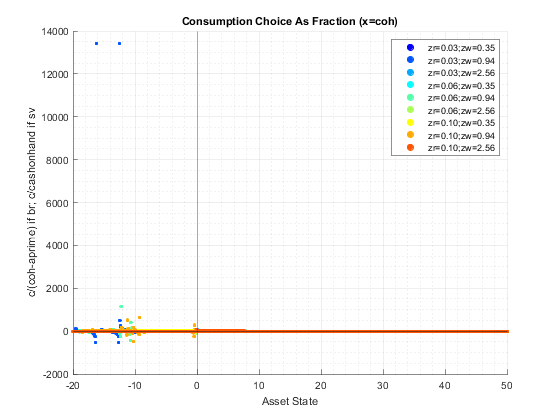 Consumption Choice As Fraction (x=coh)
c/(coh-aprime) if br; c/cashonhand if sv
14000
12000
10000
8000
6000
4000
2000
0
-2000
-20
-10
0
10
20
30
40
50
Asset State
zr=0.03;zw=0.35
zr=0.03;zw=0.94
zr=0.03;zw=2.56
zr=0.06;zw=0.35
zr=0.06;zw=0.94
zr=0.06;zw=2.56
zr=0.10;zw=0.35
zr=0.10;zw=0.94
zr=0.10;zw=2.56